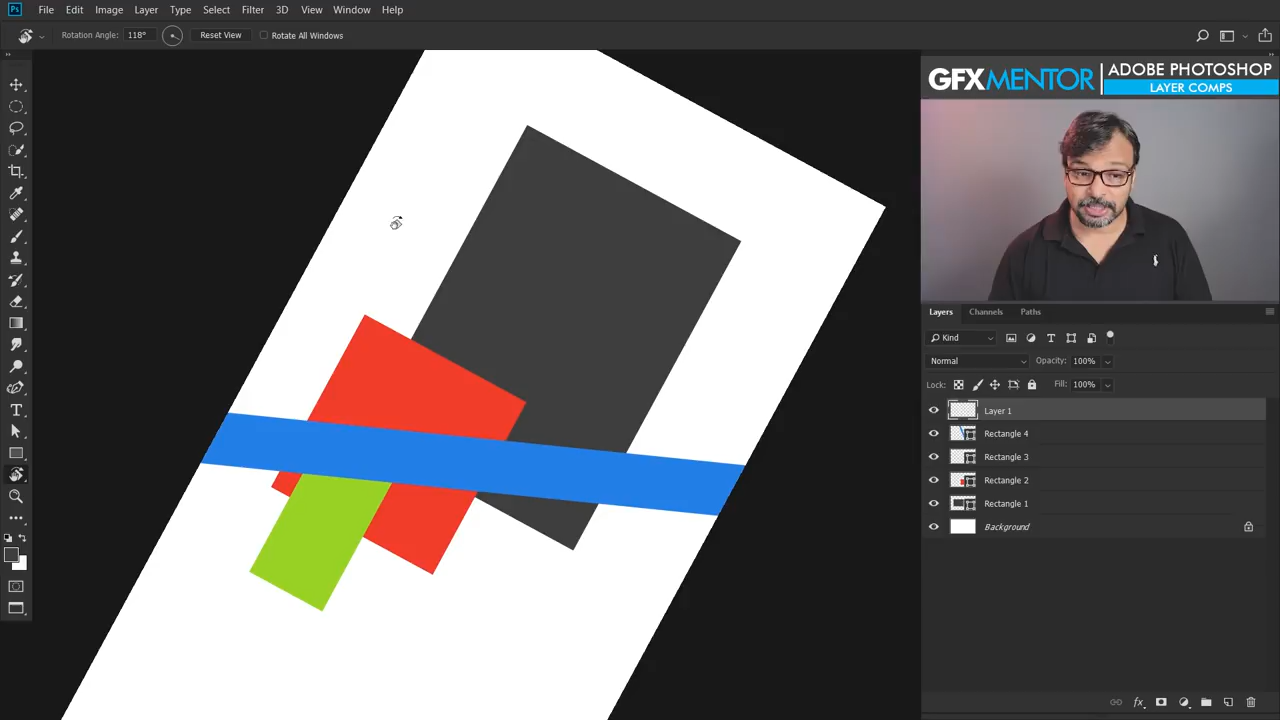 Ps File Edit Image Layer Type Select Filter 3D View Window Help
Rotation Angle: 118° Reset View Rotate All Windows
GFXMENTOR ADOBE PHOTOSHOP
LAYER COMPS
Layers Channels Paths
Kind
Normal Opacity: 100%
Lock: Fill: 100%
Layer 1
Rectangle 4
Rectangle 3
Rectangle 2
Rectangle 1
Background
fx